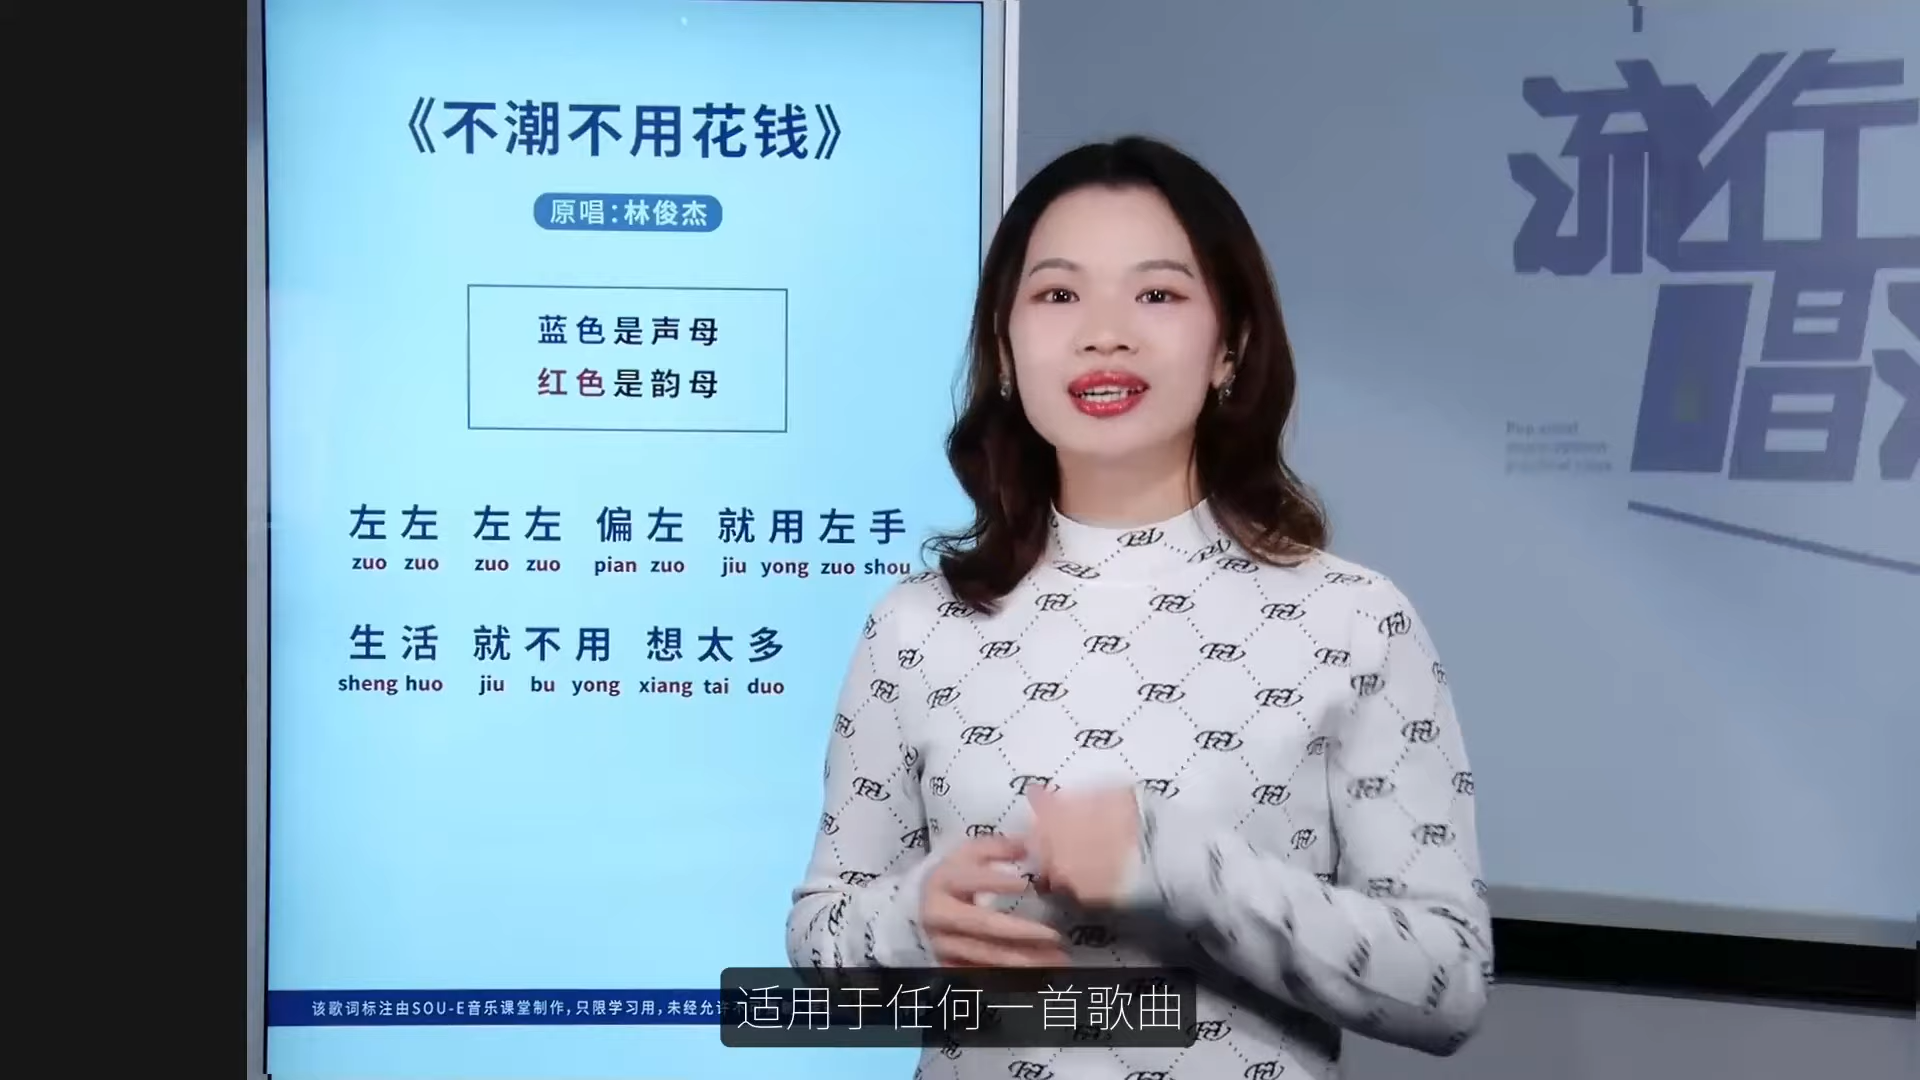 《不潮不用花钱》
原唱：林俊杰
蓝色是声母
红色是韵母
左左 左左 偏左 就用左手
zuo zuo zuo zuo pian zuo jiu yong zuo shou
生活 就不用 想太多
sheng huo jiu bu yong xiang tai duo
该歌词标注由SOU-E音乐课堂制作，只限学习用，未经允许
适用于任何一首歌曲
流行
唱